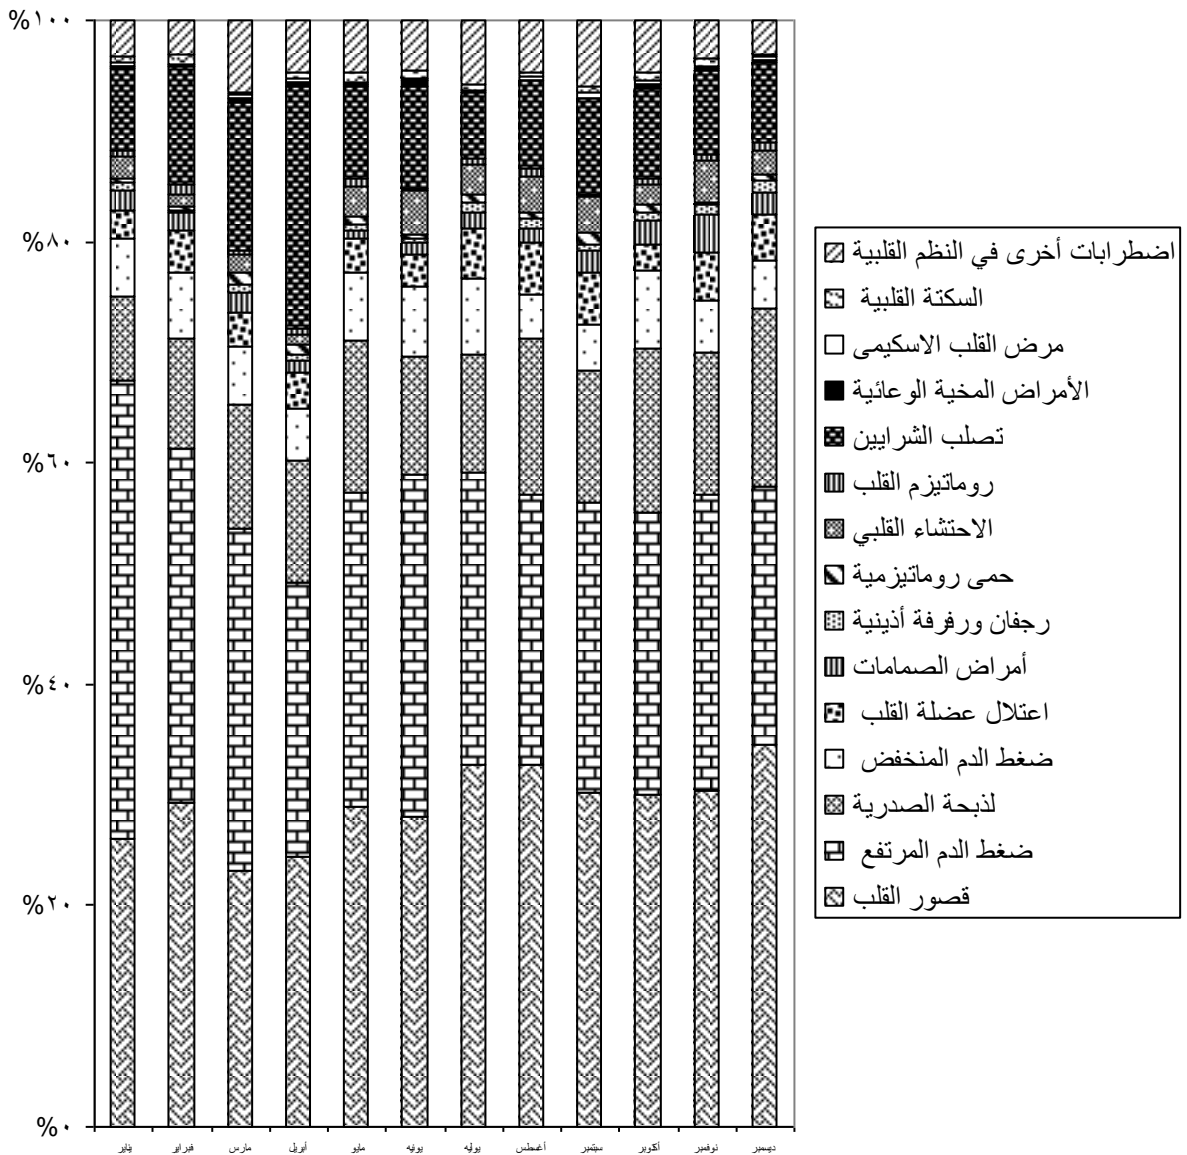 %١٠٠
%٨٠
%٦٠
%٤٠
%٢٠
%٠
يناير
فبراير
مارس
أبريل
مايو
يونيه
يوليه
أغسطس
سبتمبر
أكتوبر
نوفمبر
ديسمبر
اضطرابات أخرى في النظم القلبية
السكتة القلبية
مرض القلب الاسكيمى
الأمراض المخية الوعائية
تصلب الشرايين
روماتيزم القلب
الاحتشاء القلبي
حمى روماتيزمية
رجفان ورفرفة أذينية
أمراض الصمامات
اعتلال عضلة القلب
ضغط الدم المنخفض
لذبحة الصدرية
ضغط الدم المرتفع
قصور القلب